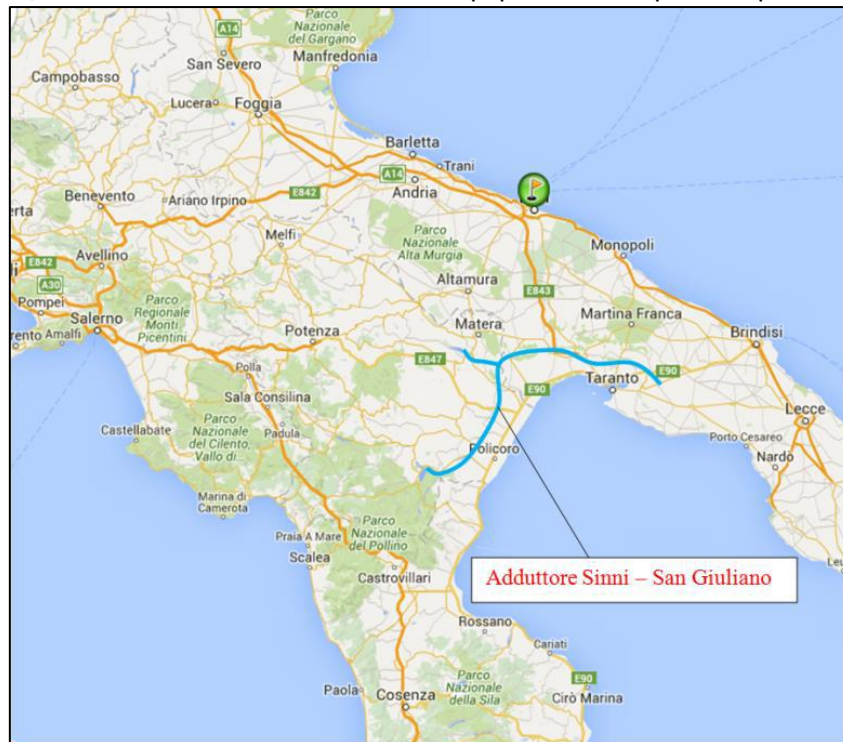 Parco
Nazionale
del Gargano
A14
San Severo
Manfredonia
Campobasso
Lucera
Foggia
Barletta
Trani
A14
Andria
E842
Benevento
Ariano Irpino
Melfi
Parco
Nazionale
Alta Murgia
Monopoli
E842
Avellino
A30
Pompei
Amalfi
Salerno
Parco
Regionale
Monti
Picentini
Altamura
E843
Potenza
Matera
Martina Franca
Brindisi
Polla
E847
E90
E90
Taranto
Sala Consilina
Lecce
Parco
Nazionale
del Cilento,
Vallo di...
Padula
Castellabate
Policoro
Porto Cesareo
Nardò
Marina di
Camerota
Praia A Mare
Scalea
Parco
Nazionale
del Pollino
Castrovillari
Adduttore Sinni – San Giuliano
Rossano
Cariati
E90
Paola
Cosenza
Parco
Nazionale
della Sila
Cirò Marina